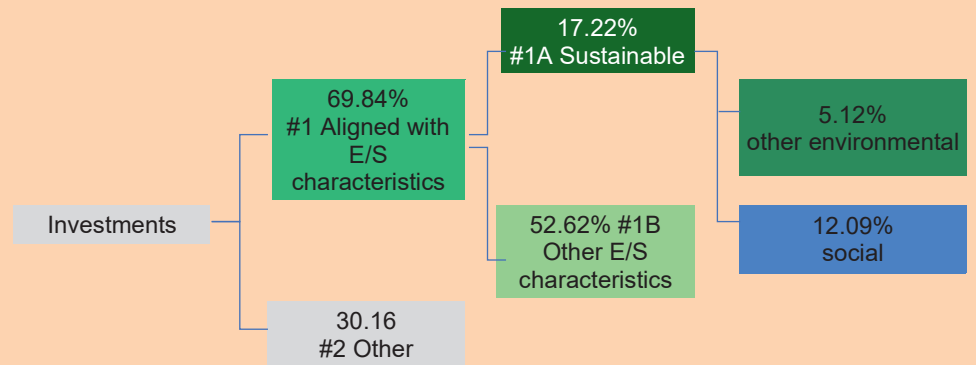 Investments
69.84%
#1 Aligned with
E/S
characteristics
30.16
#2 Other
17.22%
#1A Sustainable
52.62% #1B
Other E/S
characteristics
5.12%
other environmental
12.09%
social